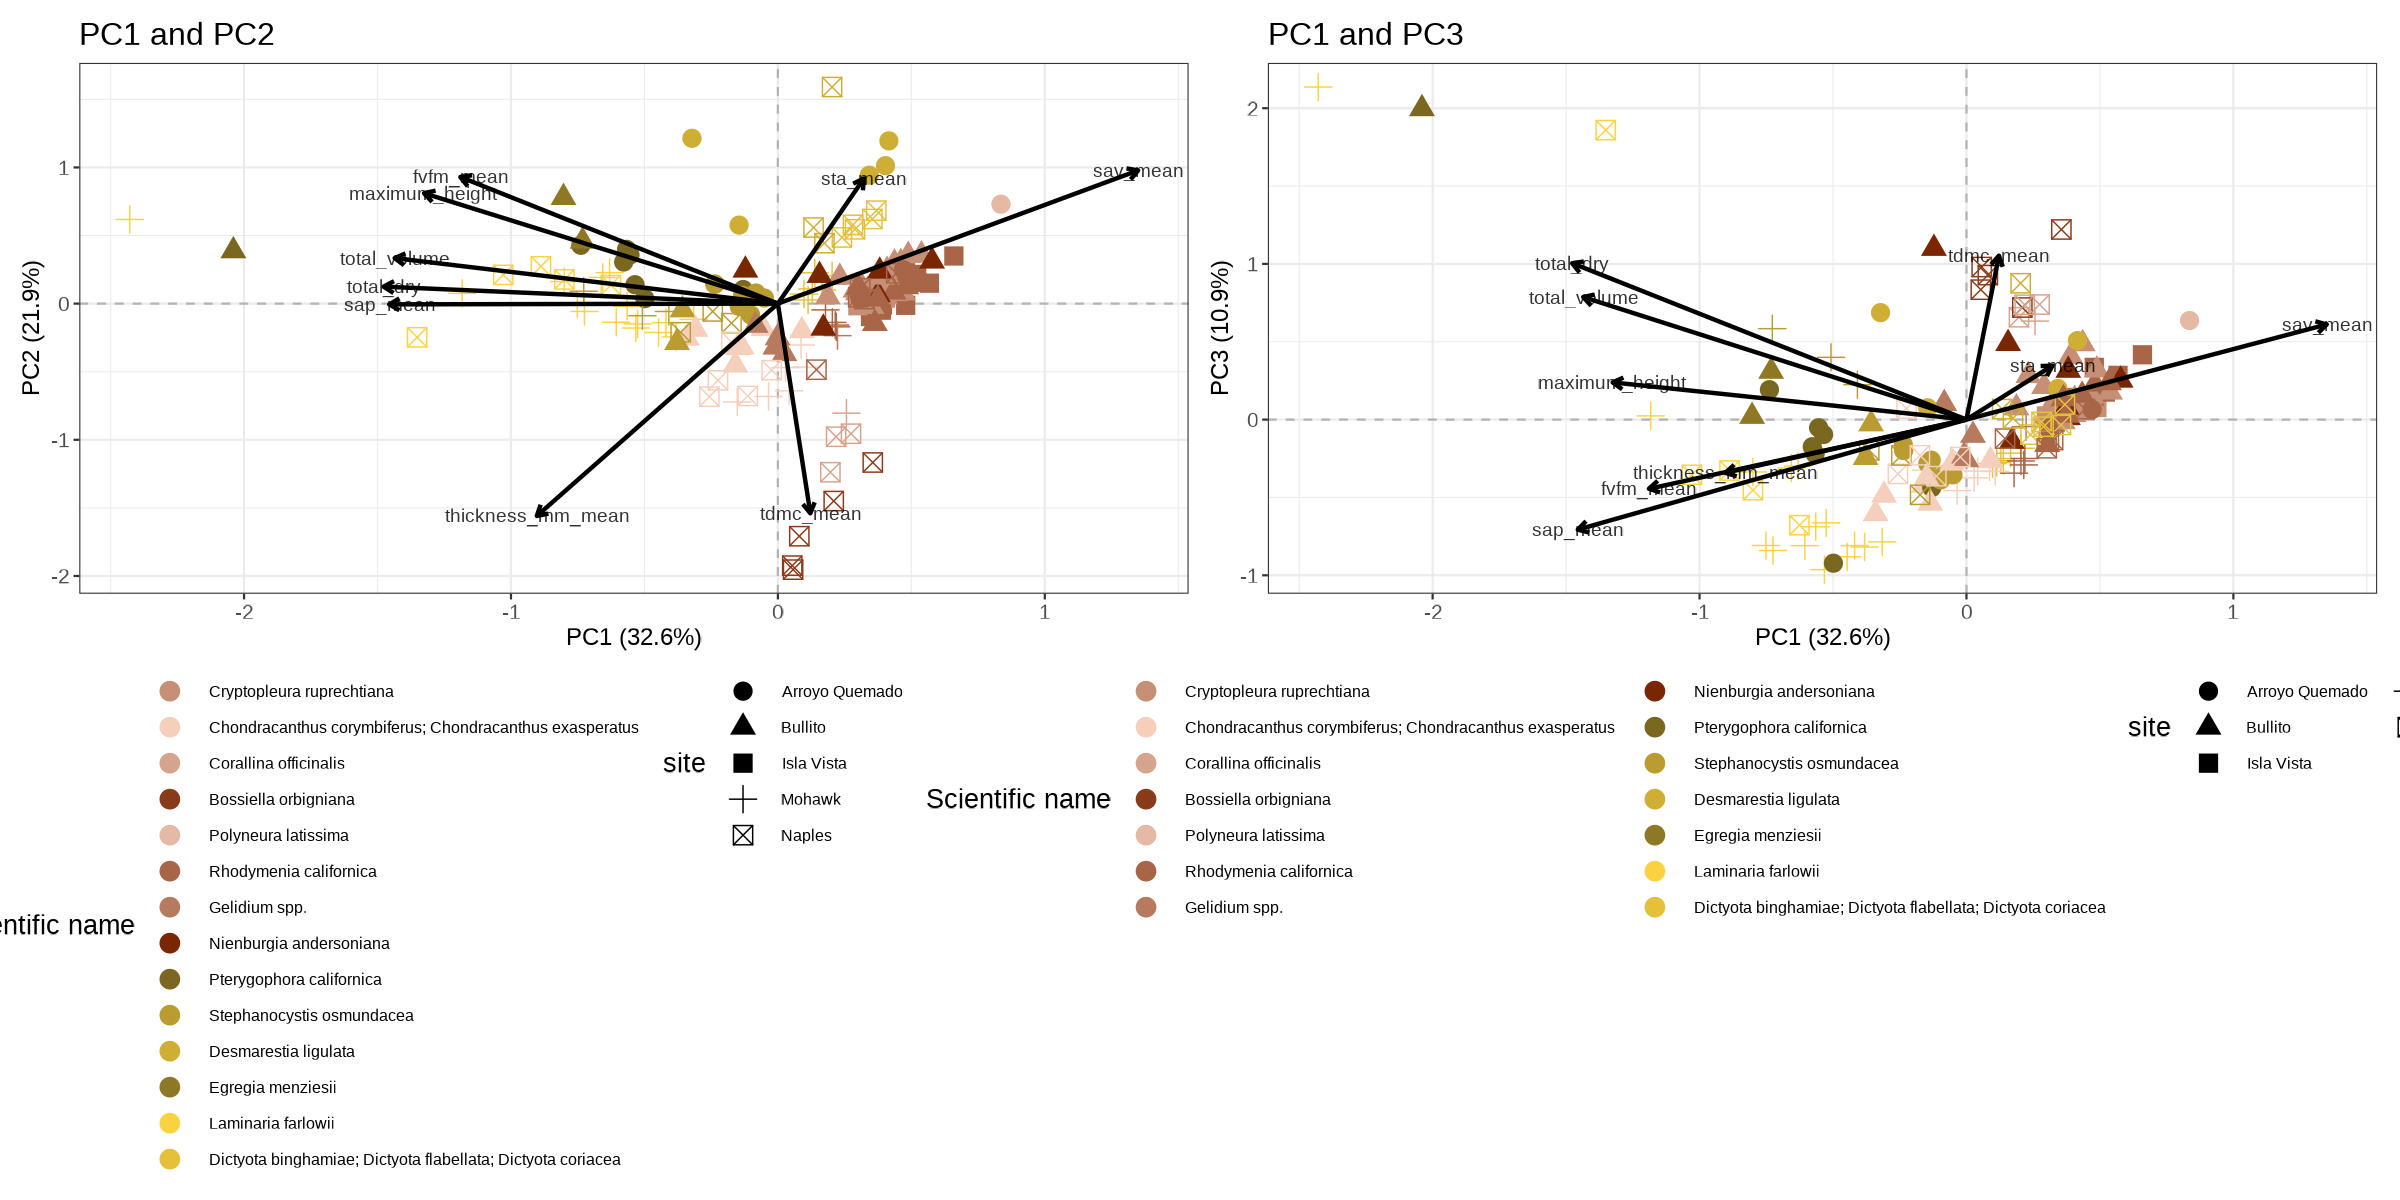 PC1 and PC2
PC2 (21.9%)
1
0
-1
-2
fvfm_mean
maximum_height
total_volume
total_dry
sap_mean
sta_mean
sav_mean
thickness_mm_mean
tdmc_mean
-2
-1
0
1
PC1 (32.6%)
PC1 and PC3
PC3 (10.9%)
2
1
0
-1
total_dry
total_volume
maximum_height
tdmc_mean
sav_mean
sta_mean
thickness_mm_mean
fvfm_mean
sap_mean
-2
-1
0
1
PC1 (32.6%)
entific name
Cryptopleura ruprechtiana
Chondracanthus corymbiferus; Chondracanthus exasperatus
Corallina officinalis
Bossiella orbigniana
Polyneura latissima
Rhodymenia californica
Gelidium spp.
Nienburgia andersoniana
Pterygophora californica
Stephanocystis osmundacea
Desmarestia ligulata
Egregia menziesii
Laminaria farlowii
Dictyota binghamiae; Dictyota flabellata; Dictyota coriacea
site
Arroyo Quemado
Bullito
Isla Vista
Mohawk
Naples
Scientific name
Cryptopleura ruprechtiana
Chondracanthus corymbiferus; Chondracanthus exasperatus
Corallina officinalis
Bossiella orbigniana
Polyneura latissima
Rhodymenia californica
Gelidium spp.
Nienburgia andersoniana
Pterygophora californica
Stephanocystis osmundacea
Desmarestia ligulata
Egregia menziesii
Laminaria farlowii
Dictyota binghamiae; Dictyota flabellata; Dictyota coriacea
site
Arroyo Quemado
Bullito
Isla Vista